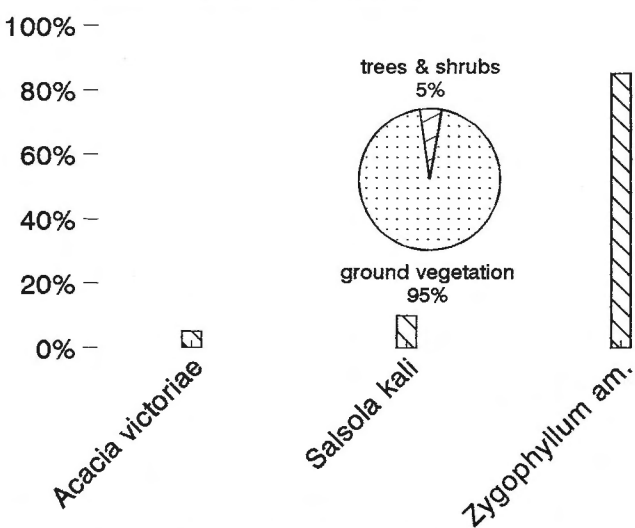 100%
80%
60%
40%
20%
0%
trees & shrubs
5%
ground vegetation
95%
Acacia victoriae
Salsola kali
Zygophyllum am.